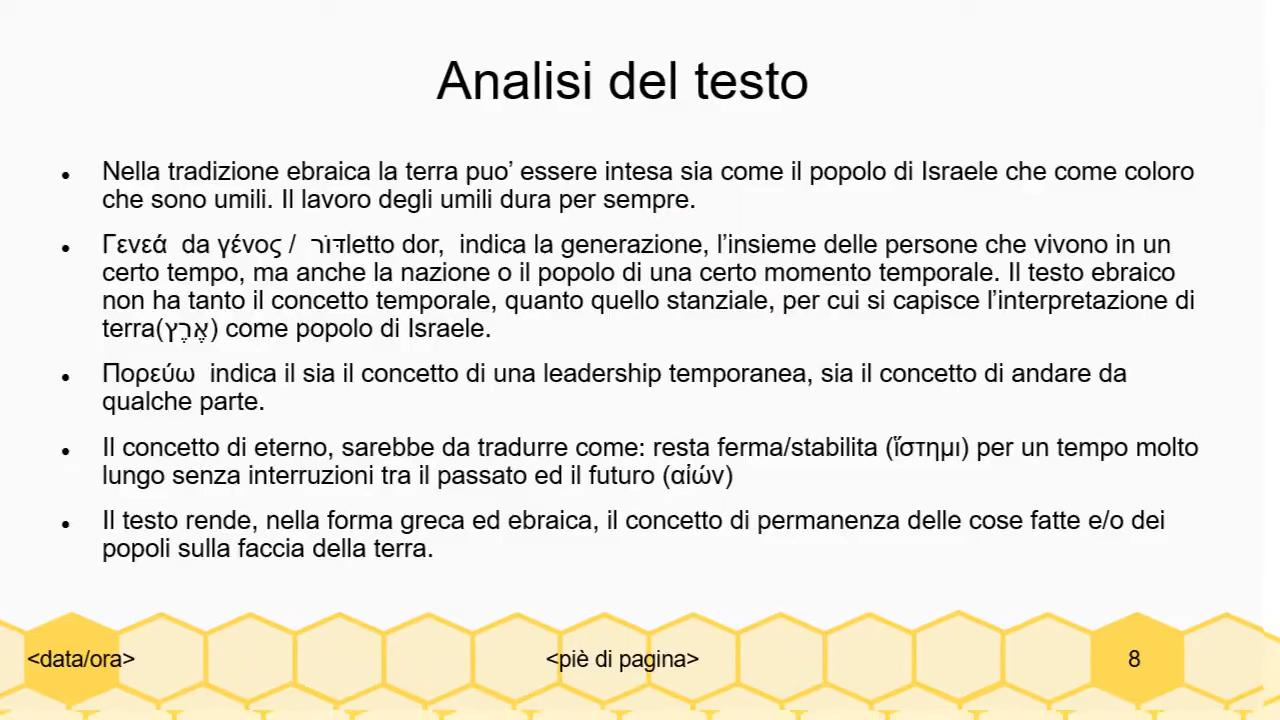 Analisi del testo
• Nella tradizione ebraica la terra puo’ essere intesa sia come il popolo di Israele che come coloro
che sono umili. Il lavoro degli umili dura per sempre.
• Γενεά da γένος / דּוֹר letto dor, indica la generazione, l’insieme delle persone che vivono in un
certo tempo, ma anche la nazione o il popolo di una certo momento temporale. Il testo ebraico
non ha tanto il concetto temporale, quanto quello stanziale, per cui si capisce l’interpretazione di
terra(אֶרֶץ) come popolo di Israele.
• Πορεύω indica il sia il concetto di una leadership temporanea, sia il concetto di andare da
qualche parte.
• Il concetto di eterno, sarebbe da tradurre come: resta ferma/stabilita (ἵστημι) per un tempo molto
lungo senza interruzioni tra il passato ed il futuro (αἰών)
• Il testo rende, nella forma greca ed ebraica, il concetto di permanenza delle cose fatte e/o dei
popoli sulla faccia della terra.
<data/ora>
<piè di pagina>
8